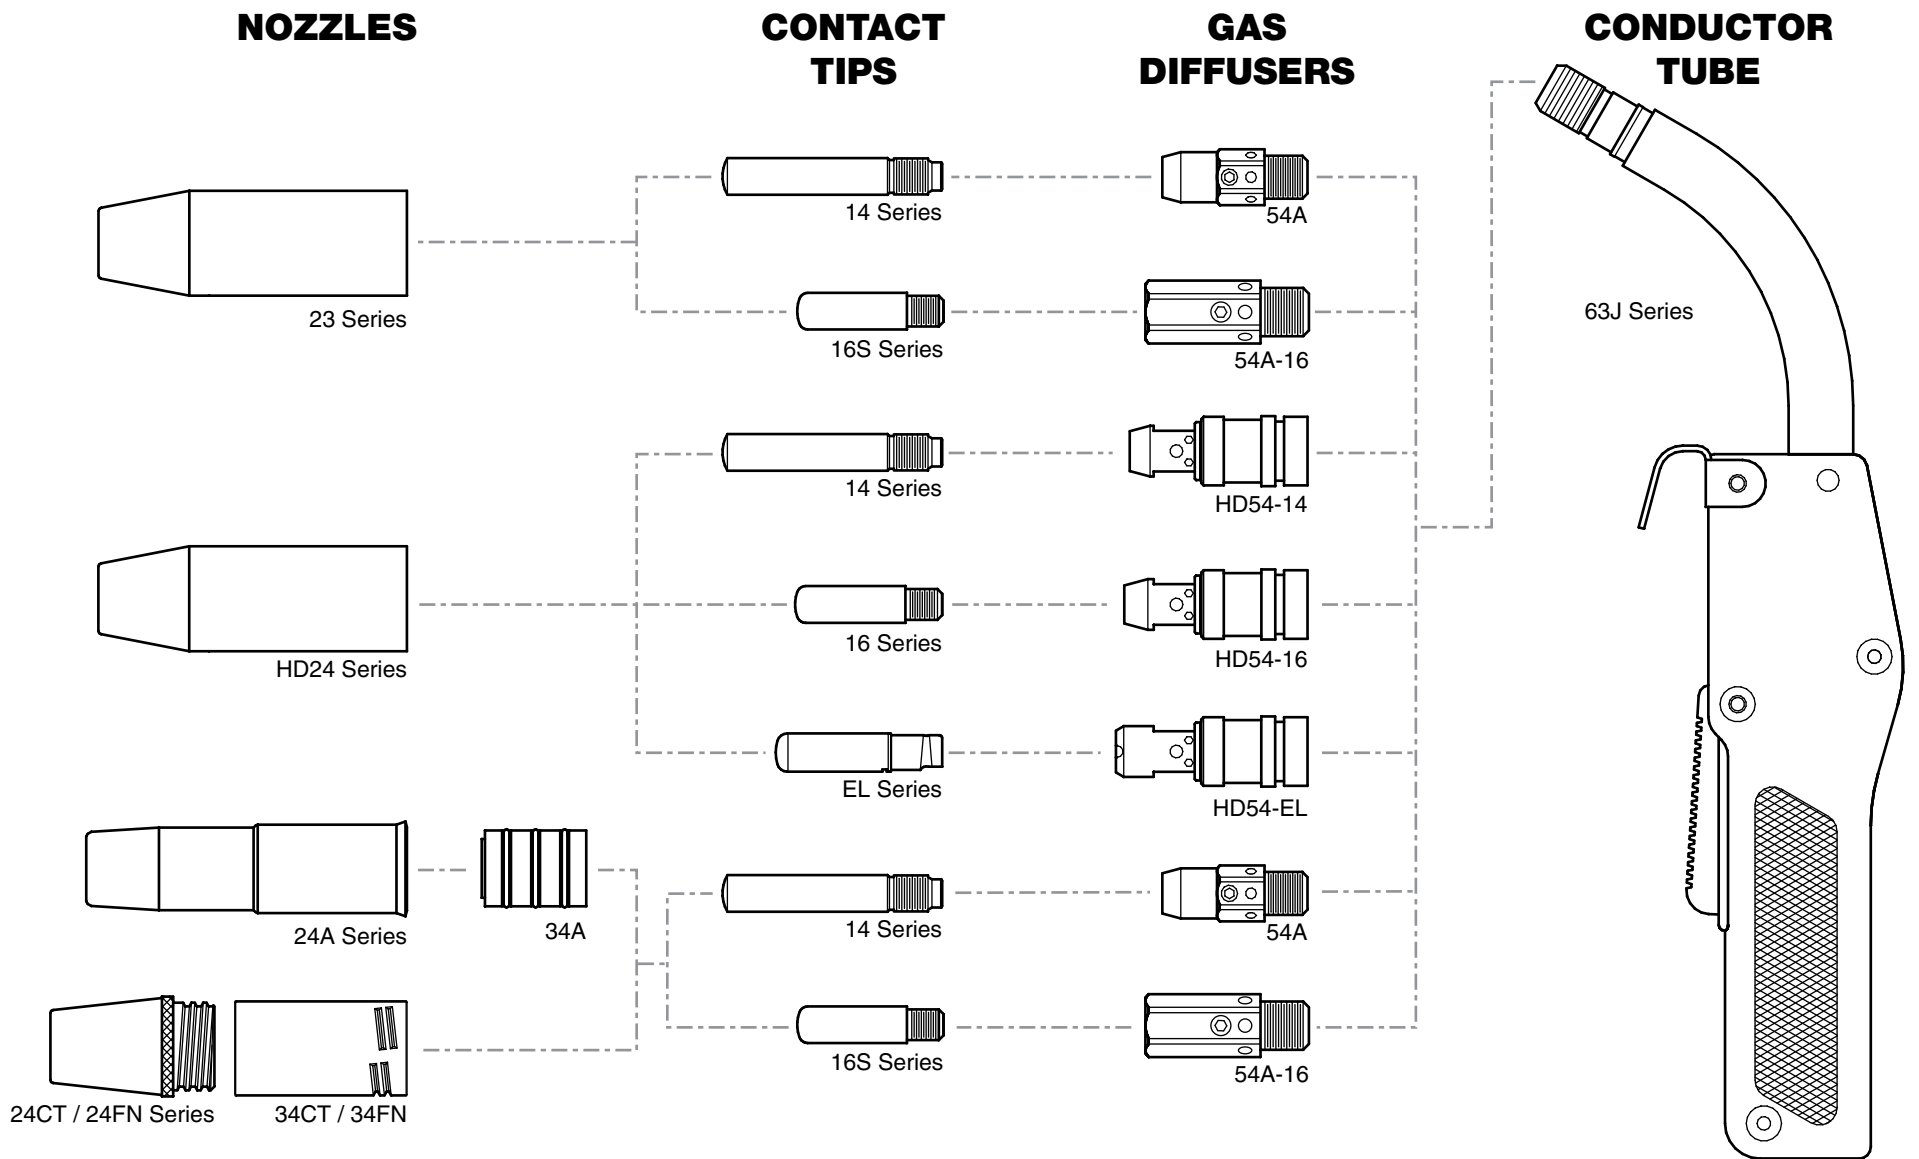 NOZZLES
CONTACT
TIPS
GAS
DIFFUSERS
CONDUCTOR
TUBE
23 Series
14 Series
54A
16S Series
54A-16
63J Series
HD24 Series
14 Series
HD54-14
16 Series
HD54-16
EL Series
HD54-EL
24A Series
34A
14 Series
54A
24CT / 24FN Series
34CT / 34FN
16S Series
54A-16